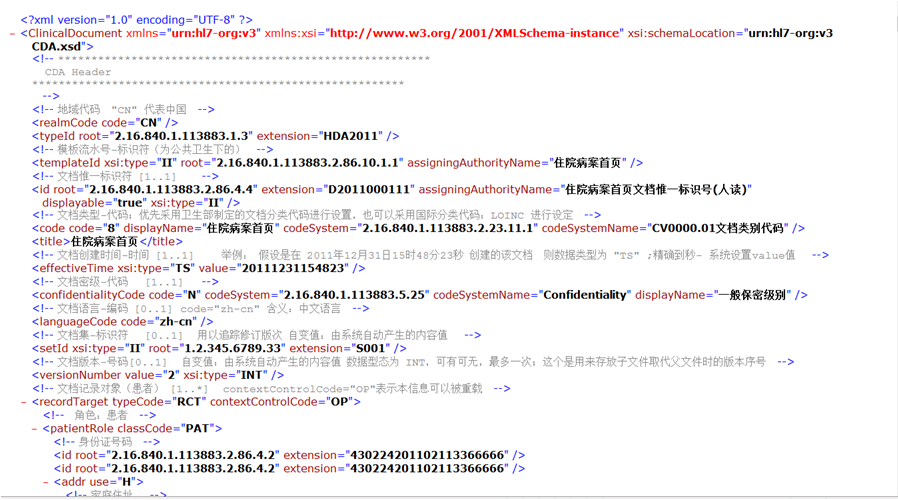 <?xml version="1.0" encoding="UTF-8" ?>
- <ClinicalDocument xmlns="urn:hl7-org:v3" xmlns:xsi="http://www.w3.org/2001/XMLSchema-instance" xsi:schemaLocation="urn:hl7-org:v3
CDA.xsd">
<!-- ********************************************************
CDA Header
********************************************************
-->
<!-- 地域代码 "CN" 代表中国 -->
<realmCode code="CN" />
<typeId root="2.16.840.1.113883.1.3" extension="HDA2011" />
<!-- 模板流水号-标识符（为公共卫生下的） -->
<templateId xsi:type="II" root="2.16.840.1.113883.2.86.10.1.1" assigningAuthorityName="住院病案首页" />
<!-- 文档惟一标识符 [1..1] -->
<id root="2.16.840.1.113883.2.86.4.4" extension="D2011000111" assigningAuthorityName="住院病案首页文档惟一标识号(人读)"
displayable="true" xsi:type="II" />
<!-- 文档类型-代码：优先采用卫生部制定的文档分类代码进行设置，也可以采用国际分类代码：LOINC 进行设定 -->
<code code="8" displayName="住院病案首页" codeSystem="2.16.840.1.113883.2.23.11.1" codeSystemName="CV0000.01文档类别代码" />
<title>住院病案首页</title>
<!-- 文档创建时间-时间 [1..1] 举例： 假设是在 2011年12月31日15时48分23秒 创建的该文档 则数据类型为 "TS" ;精确到秒- 系统设置value值 -->
<effectiveTime xsi:type="TS" value="20111231154823" />
<!-- 文档密级-代码 [1..1] -->
<confidentialityCode code="N" codeSystem="2.16.840.1.113883.5.25" codeSystemName="Confidentiality" displayName="一般保密级别" />
<!-- 文档语言-编码 [0..1] code="zh-cn" 含义：中文语言 -->
<languageCode code="zh-cn" />
<!-- 文档集-标识符 [0..1] 用以追踪修订版次 自变值：由系统自动产生的内容值 -->
<setId xsi:type="II" root="1.2.345.6789.33" extension="S001" />
<!-- 文档版本-号码[0..1] 自变值：由系统自动产生的内容值 数据型态为 INT，可有可无，最多一次；这个是用来存放子文件取代父文件时的版本序号 -->
<versionNumber value="2" xsi:type="INT" />
<!-- 文档记录对象（患者） [1..*] contextControlCode="OP"表示本信息可以被重载 -->
- <recordTarget typeCode="RCT" contextControlCode="OP">
<!-- 角色：患者 -->
- <patientRole classCode="PAT">
<!-- 身份证号码 -->
<id root="2.16.840.1.113883.2.86.4.2" extension="430224201102113366666" />
<id root="2.16.840.1.113883.2.86.4.2" extension="430224201102113366666" />
- <addr use="H">
<!-- 家庭住址 -->